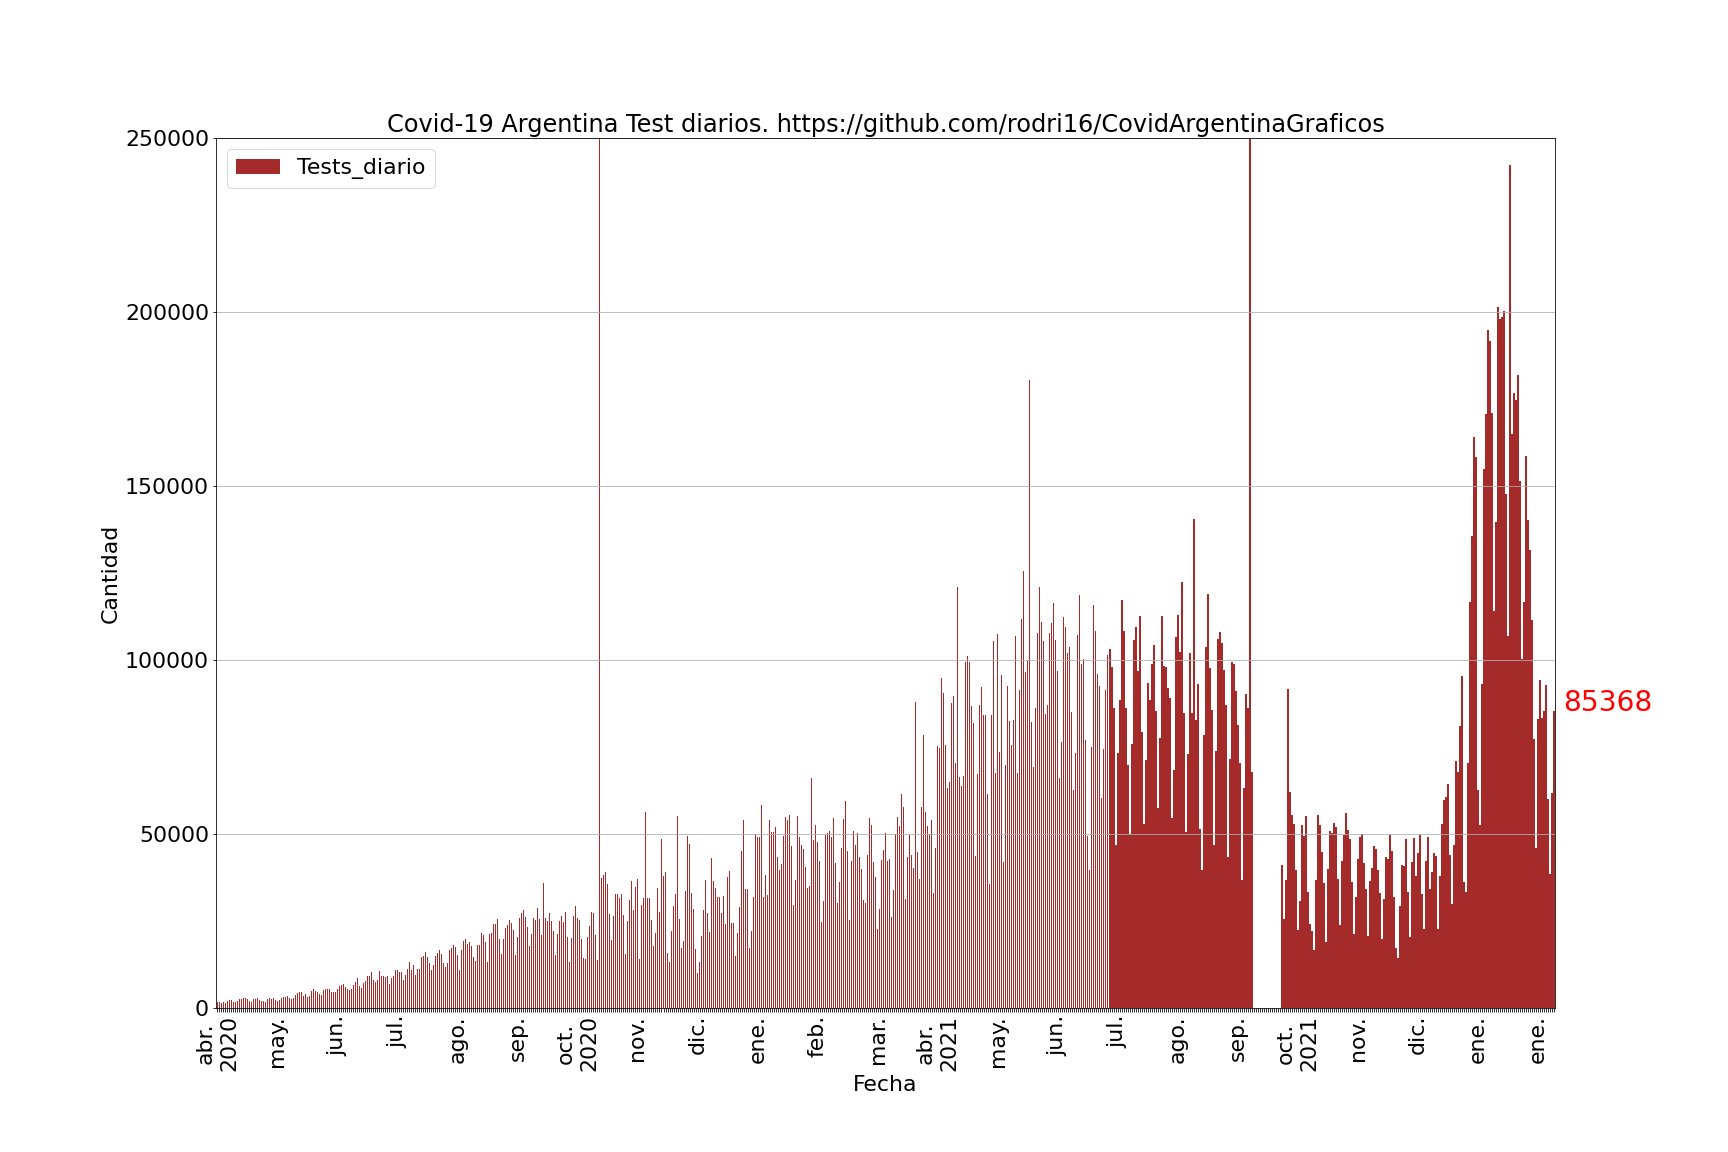 Covid-19 Argentina Test diarios. https://github.com/rodri16/CovidArgentinaGraficos
Tests_diario
250000
200000
150000
100000
50000
0
Cantidad
85368
abr.
2020
may.
jun.
jul.
ago.
sep.
oct.
2020
nov.
dic.
ene.
feb.
mar.
abr.
2021
may.
jun.
jul.
ago.
sep.
oct.
2021
nov.
dic.
ene.
ene.
Fecha